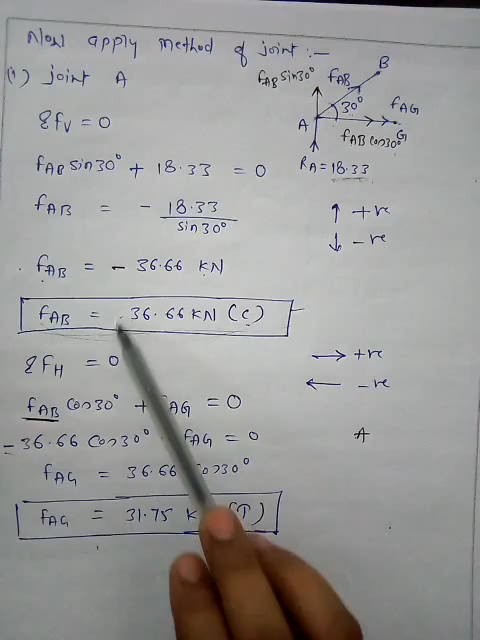 Now apply method of joint :-
(1) joint A
B
fAB sin30° fAB
30° fAG
A
fAB cos30° G
RA = 18.33
ΣfV = 0
fAB sin30° + 18.33 = 0
fAB = - 18.33 / sin30°
↑ +ve
↓ - ve
fAB = - 36.66 KN
fAB = 36.66 KN (C)
ΣfH = 0
→ +ve
← -ve
fAB cos30° + fAG = 0
-36.66 cos30° fAG = 0
A
fAG = 36.66 cos30°
fAG = 31.75 K (T)